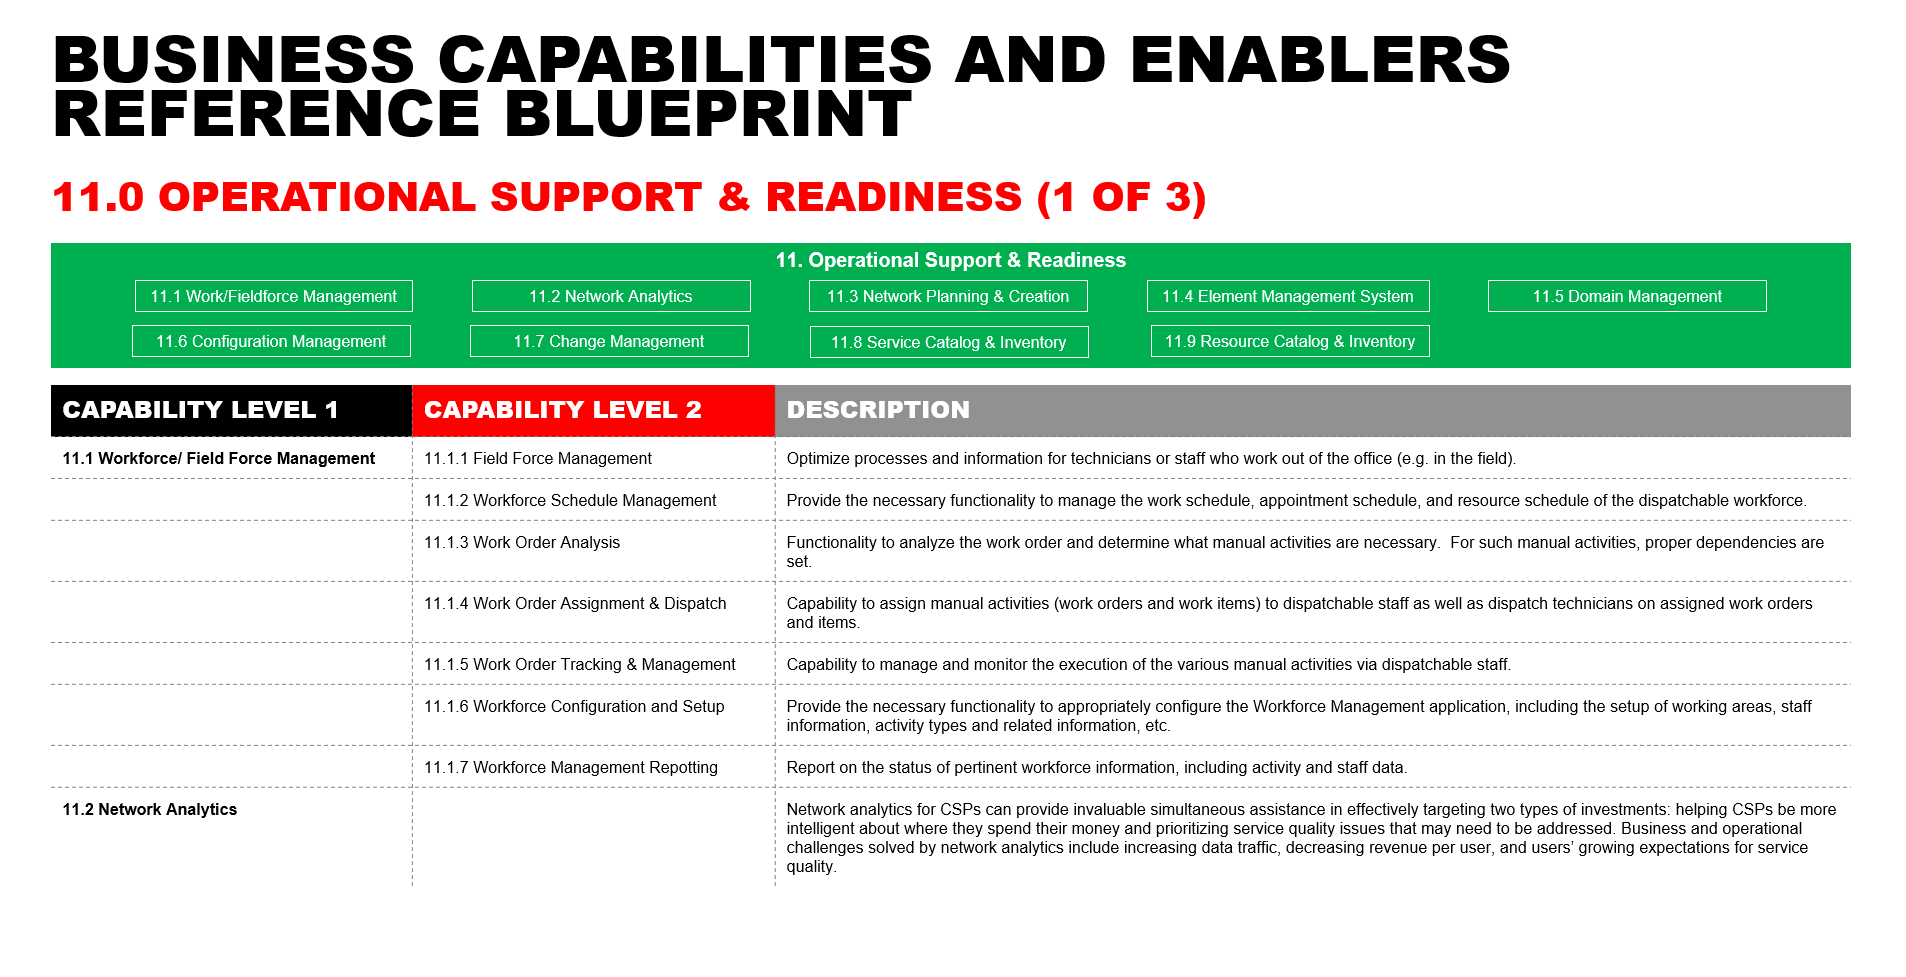 BUSINESS CAPABILITIES AND ENABLERS
REFERENCE BLUEPRINT
11.0 OPERATIONAL SUPPORT & READINESS (1 OF 3)
11. Operational Support & Readiness
11.1 Work/Fieldforce Management
11.2 Network Analytics
11.3 Network Planning & Creation
11.4 Element Management System
11.5 Domain Management
11.6 Configuration Management
11.7 Change Management
11.8 Service Catalog & Inventory
11.9 Resource Catalog & Inventory
CAPABILITY LEVEL 1
CAPABILITY LEVEL 2
DESCRIPTION
11.1 Workforce/ Field Force Management
11.1.1 Field Force Management
Optimize processes and information for technicians or staff who work out of the office (e.g. in the field).
11.1.2 Workforce Schedule Management
Provide the necessary functionality to manage the work schedule, appointment schedule, and resource schedule of the dispatchable workforce.
11.1.3 Work Order Analysis
Functionality to analyze the work order and determine what manual activities are necessary.  For such manual activities, proper dependencies are
set.
11.1.4 Work Order Assignment & Dispatch
Capability to assign manual activities (work orders and work items) to dispatchable staff as well as dispatch technicians on assigned work orders
and items.
11.1.5 Work Order Tracking & Management
Capability to manage and monitor the execution of the various manual activities via dispatchable staff.
11.1.6 Workforce Configuration and Setup
Provide the necessary functionality to appropriately configure the Workforce Management application, including the setup of working areas, staff
information, activity types and related information, etc.
11.1.7 Workforce Management Repotting
Report on the status of pertinent workforce information, including activity and staff data.
11.2 Network Analytics
Network analytics for CSPs can provide invaluable simultaneous assistance in effectively targeting two types of investments: helping CSPs be more
intelligent about where they spend their money and prioritizing service quality issues that may need to be addressed. Business and operational
challenges solved by network analytics include increasing data traffic, decreasing revenue per user, and users’ growing expectations for service
quality.